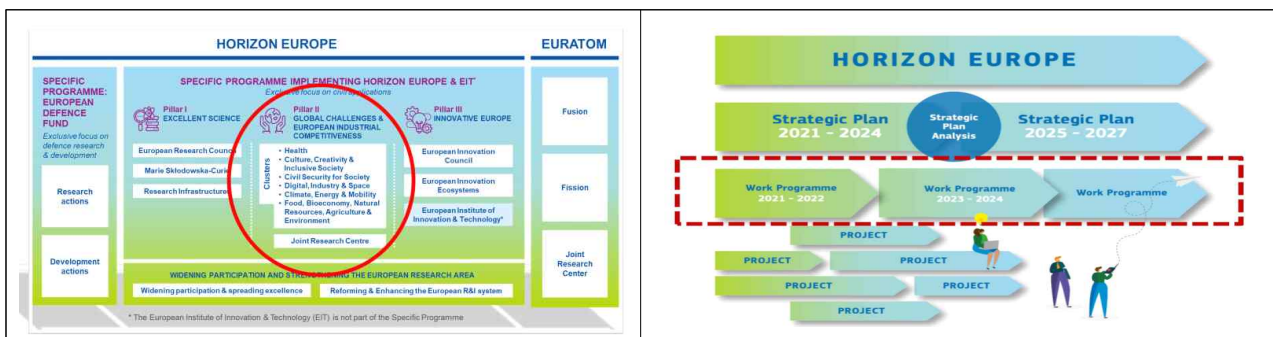 HORIZON EUROPE
EURATOM
SPECIFIC
PROGRAMME:
EUROPEAN
DEFENCE
FUND
Exclusive focus on
defence research
& development
Research
actions
Development
actions
SPECIFIC PROGRAMME IMPLEMENTING HORIZON EUROPE & EIT*
Exclusive focus on civil applications
Pillar I
EXCELLENT SCIENCE
European Research Council
Marie Skłodowska-Curie
Research Infrastructures
Pillar II
GLOBAL CHALLENGES &
EUROPEAN INDUSTRIAL
COMPETITIVENESS
Clusters
• Health
• Culture, Creativity &
Inclusive Society
• Civil Security for Society
• Digital, Industry & Space
• Climate, Energy & Mobility
• Food, Bioeconomy, Natural
Resources, Agriculture &
Environment
Joint Research Centre
Pillar III
INNOVATIVE EUROPE
European Innovation
Council
European Innovation
Ecosystems
European Institute of
Innovation & Technology*
WIDENING PARTICIPATION AND STRENGTHENING THE EUROPEAN RESEARCH AREA
Widening participation & spreading excellence
Reforming & Enhancing the European R&I system
Fusion
Fission
Joint
Research
Center
* The European Institute of Innovation & Technology (EIT) is not part of the Specific Programme
HORIZON EUROPE
Strategic Plan
2021 - 2024
Strategic
Plan
Analysis
Strategic Plan
2025 - 2027
Work Programme
2021 - 2022
Work Programme
2023 - 2024
Work Programme
PROJECT
PROJECT
PROJECT
PROJECT
PROJECT
PROJECT